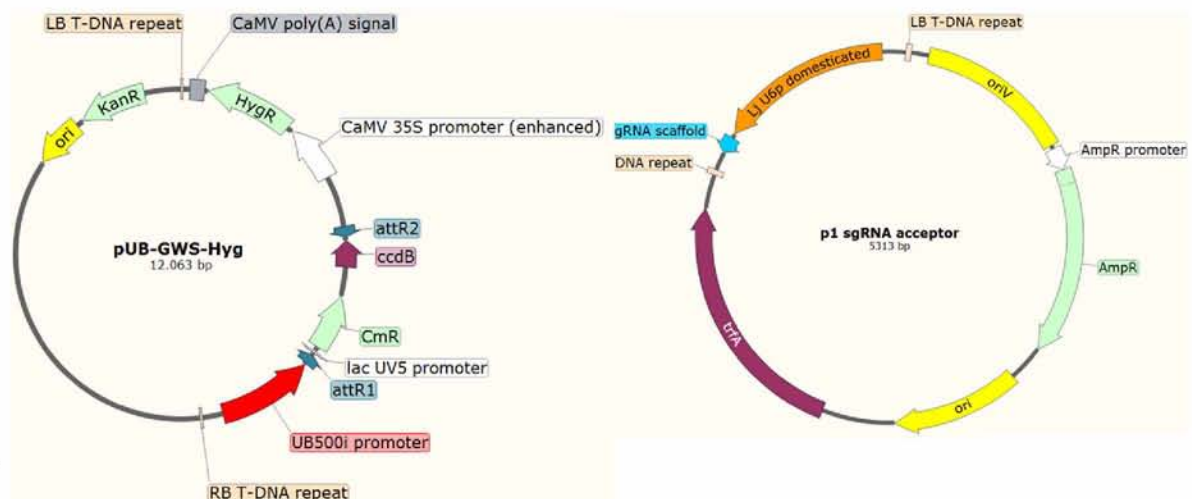 LB T-DNA repeat
CaMV poly(A) signal
KanR
HygR
ori
CaMV 35S promoter (enhanced)
pUB-GWS-Hyg
12.063 bp
attR2
ccdB
CmR
lac UV5 promoter
attR1
UB500i promoter
RB T-DNA repeat
LB T-DNA repeat
Lj U6p domesticated
oriV
gRNA scaffold
AmpR promoter
DNA repeat
p1 sgRNA acceptor
5313 bp
AmpR
trfA
ori